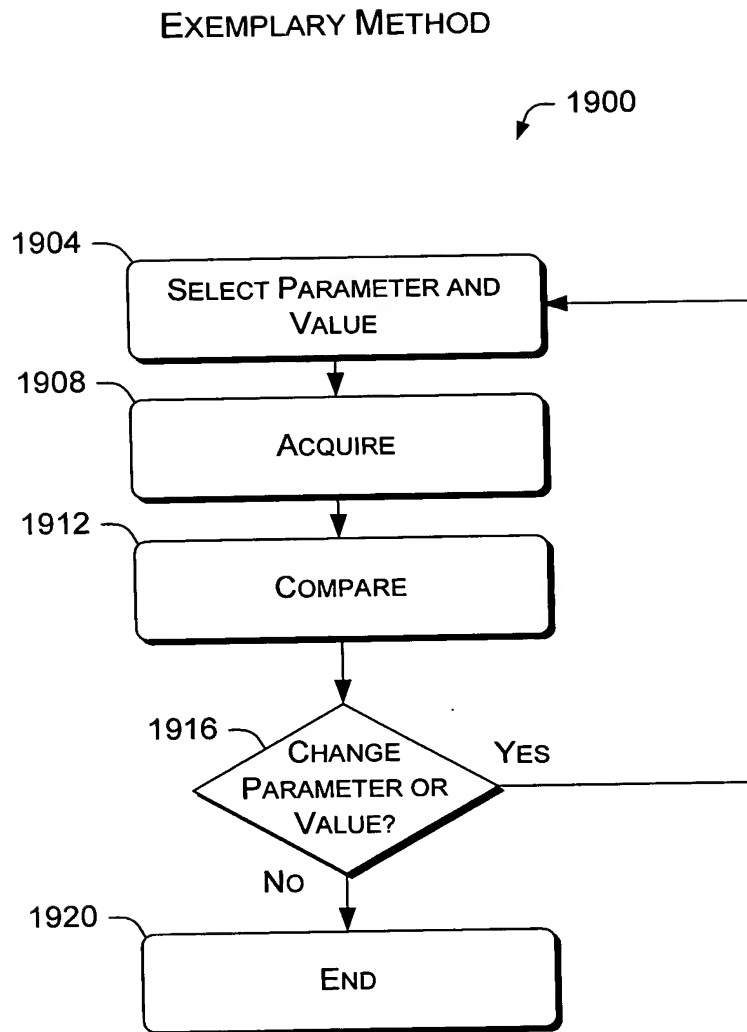 EXEMPLARY METHOD
1900
1904
SELECT PARAMETER AND
VALUE
1908
ACQUIRE
1912
COMPARE
1916
CHANGE
PARAMETER OR
VALUE?
YES
NO
1920
END